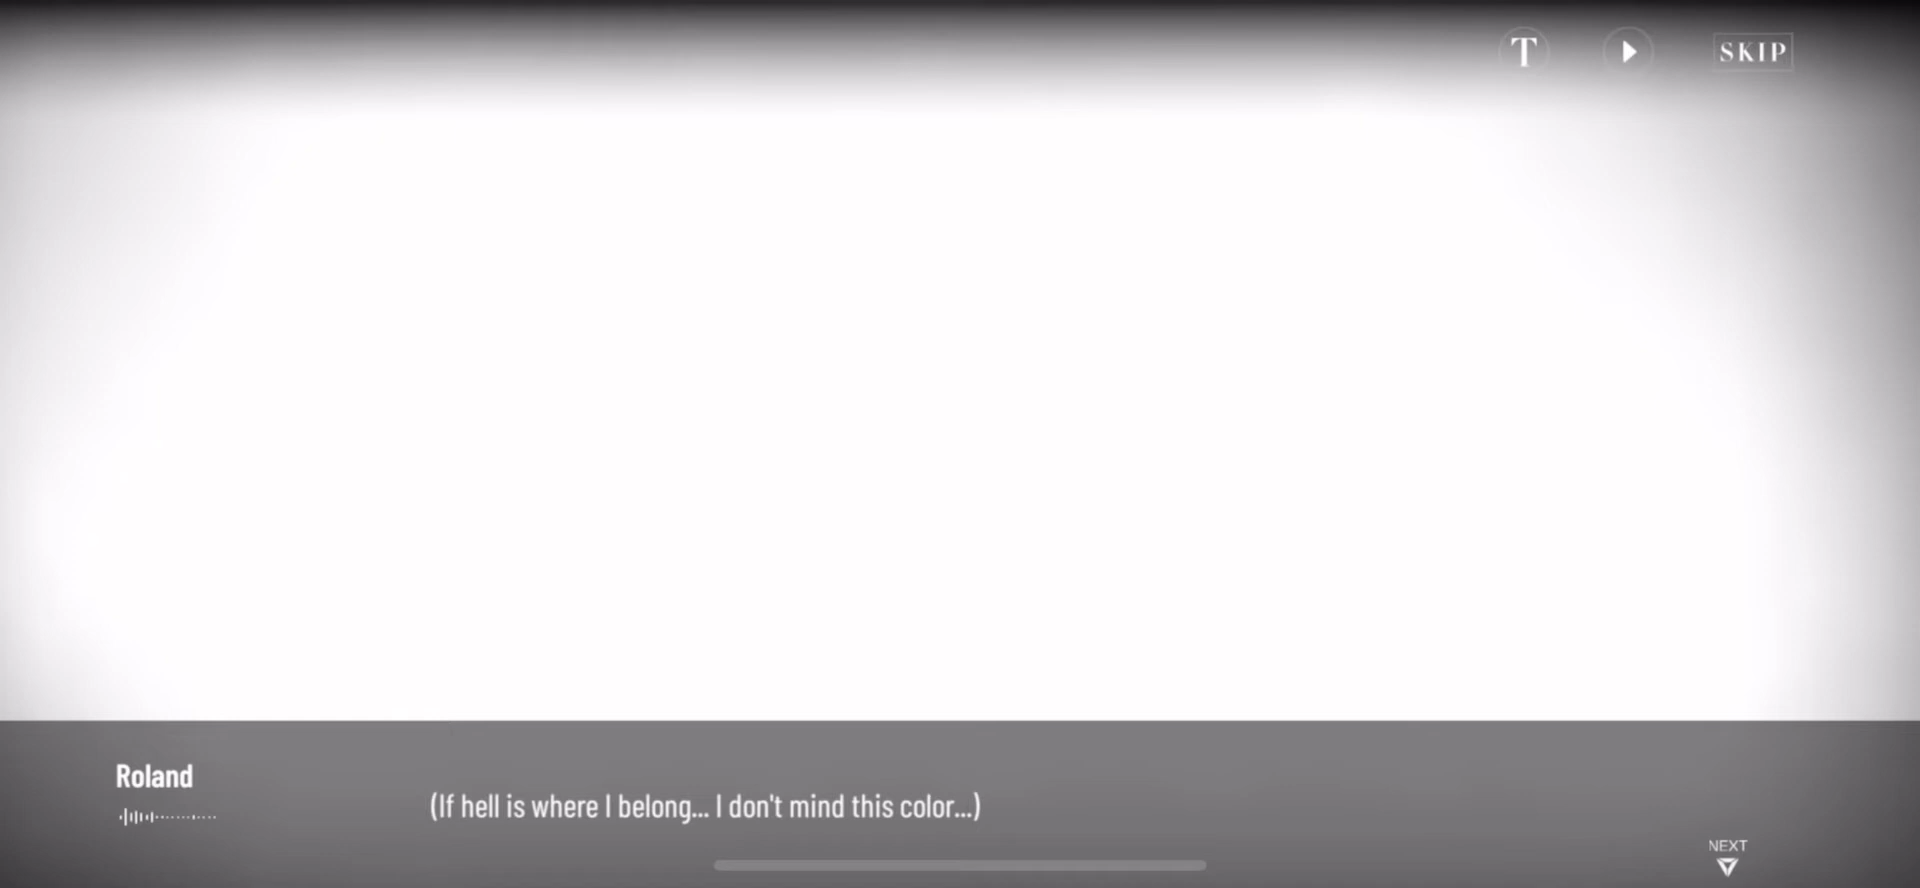 T
SKIP
Roland
(If hell is where I belong... I don't mind this color...)
NEXT